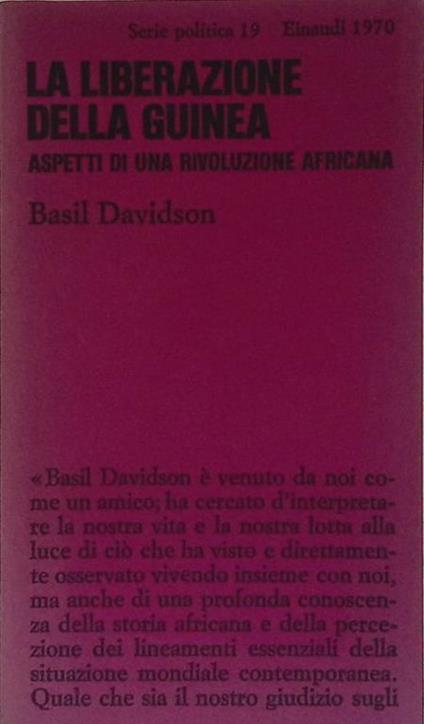 Serie politica 19 Einaudi 1970
LA LIBERAZIONE
DELLA GUINEA
ASPETTI DI UNA RIVOLUZIONE AFRICANA
Basil Davidson
«Basil Davidson è venuto da noi co-
me un amico; ha cercato d'interpreta-
re la nostra vita e la nostra lotta alla
luce di ciò che ha visto e direttamen-
te osservato vivendo insieme con noi,
ma anche di una profonda conoscen-
za della storia africana e della perce-
zione dei lineamenti essenziali della
situazione mondiale contemporanea.
Quale che sia il nostro giudizio sugli